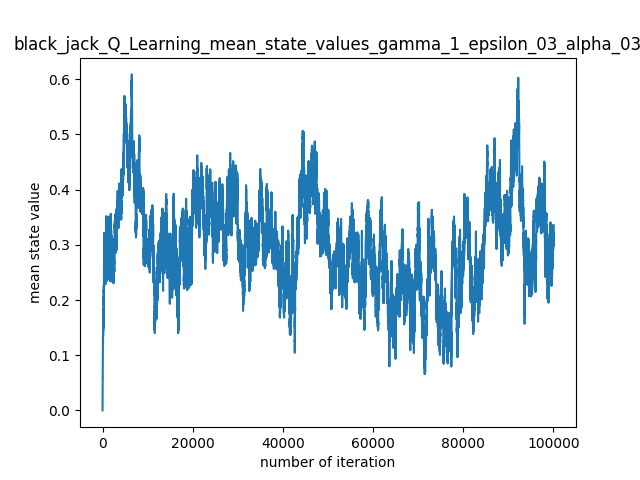 black_jack_Q_Learning_mean_state_values_gamma_1_epsilon_03_alpha_03
0.6
0.5
0.4
0.3
0.2
0.1
0.0
mean state value
0 20000 40000 60000 80000 100000
number of iteration